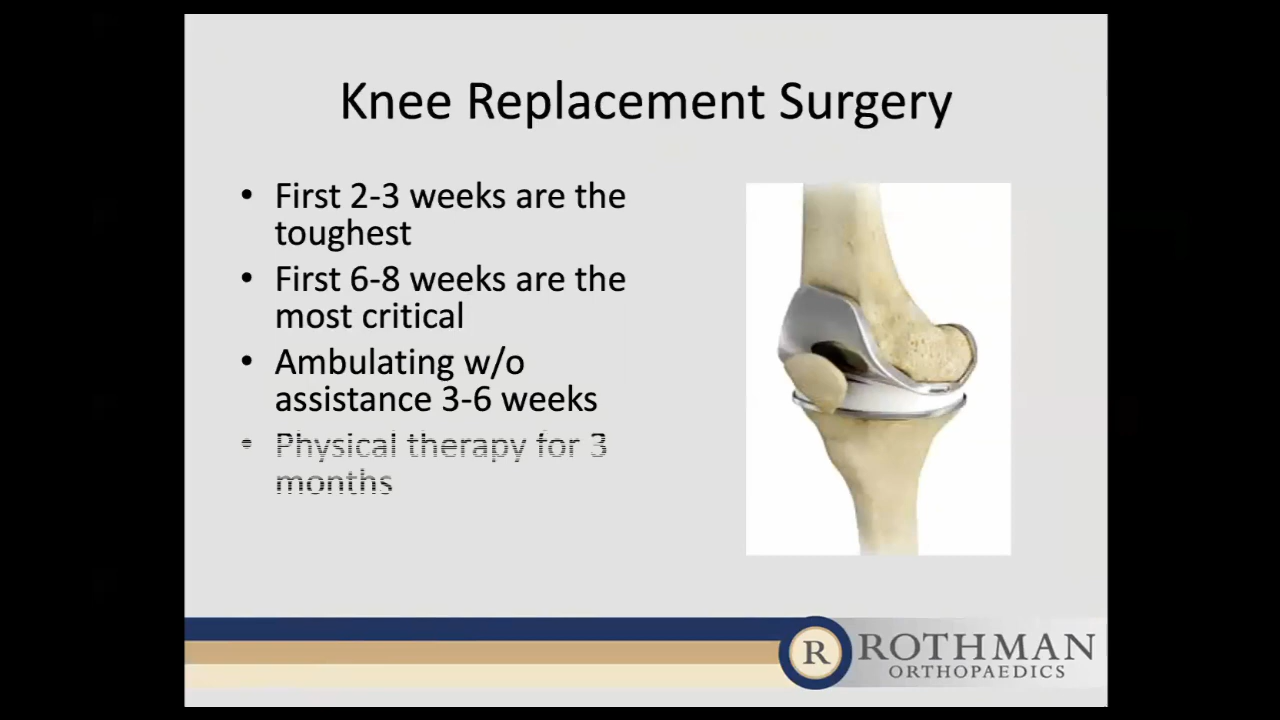 Knee Replacement Surgery
• First 2-3 weeks are the
toughest
• First 6-8 weeks are the
most critical
• Ambulating w/o
assistance 3-6 weeks
• Physical therapy for 3
months
R ROTHMAN
ORTHOPAEDICS